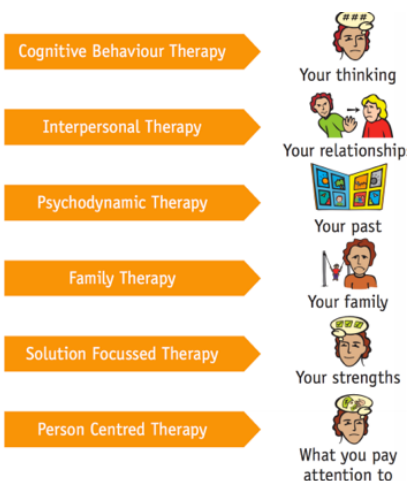 ###
Cognitive Behaviour Therapy
Your thinking
Interpersonal Therapy
Your relationships
Psychodynamic Therapy
Your past
Family Therapy
Your family
Solution Focussed Therapy
Your strengths
Person Centred Therapy
What you pay
attention to